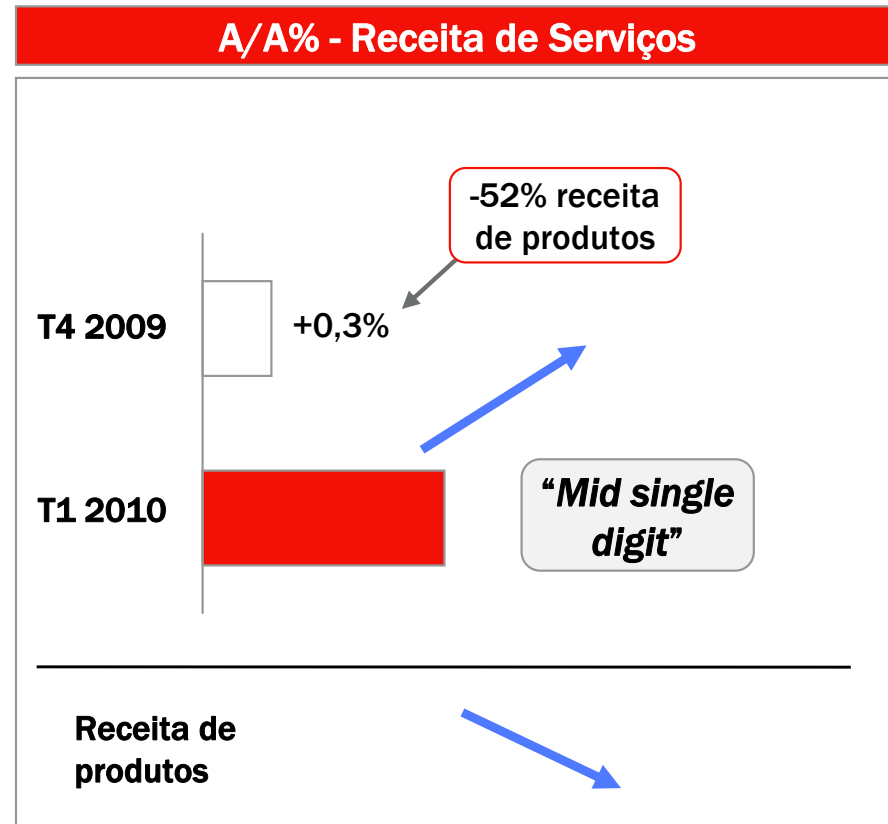 A/A% - Receita de Serviços
-52% receita
de produtos
T4 2009
+0,3%
T1 2010
“Mid single
digit”
Receita de
produtos